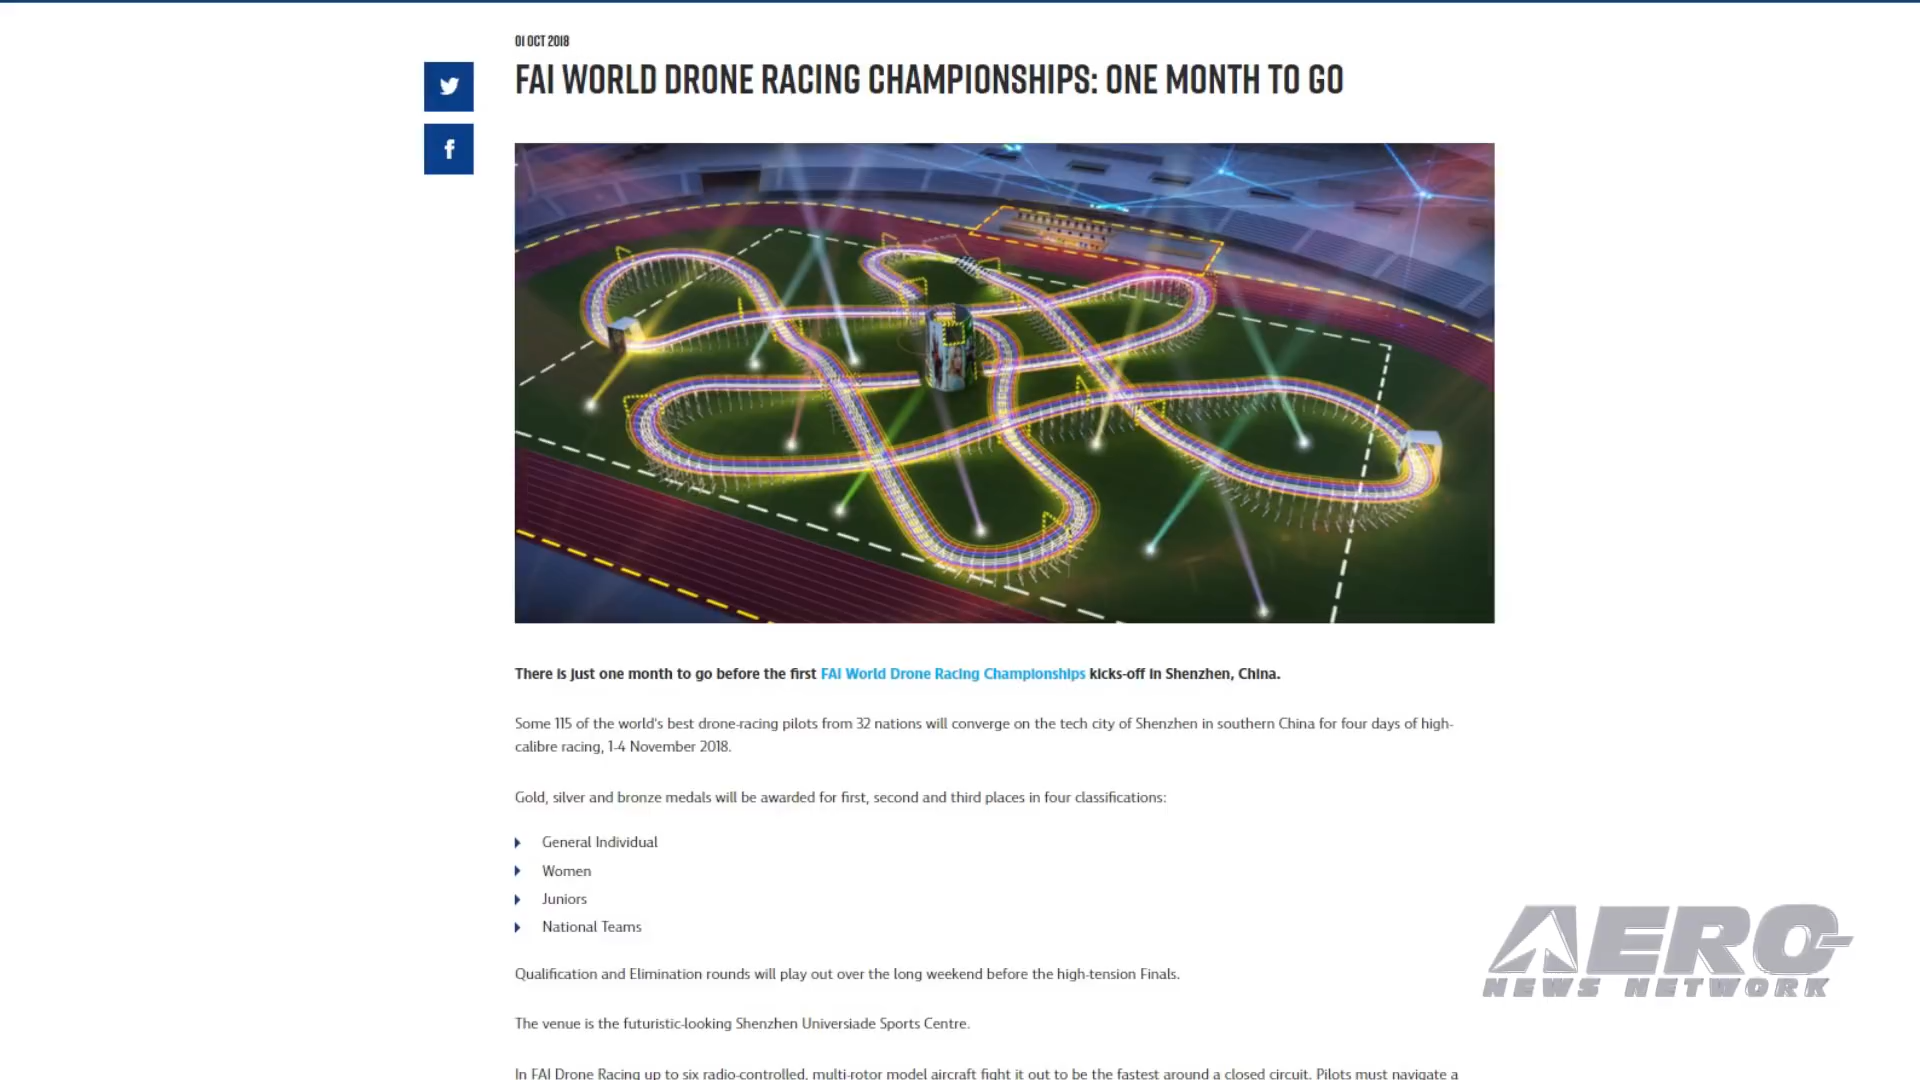 01 OCT 2018
FAI WORLD DRONE RACING CHAMPIONSHIPS: ONE MONTH TO GO
There is just one month to go before the first FAI World Drone Racing Championships kicks-off in Shenzhen, China.
Some 115 of the world's best drone-racing pilots from 32 nations will converge on the tech city of Shenzhen in southern China for four days of high-
calibre racing, 1-4 November 2018.
Gold, silver and bronze medals will be awarded for first, second and third places in four classifications:
General Individual
Women
Juniors
National Teams
Qualification and Elimination rounds will play out over the long weekend before the high-tension Finals.
The venue is the futuristic-looking Shenzhen Universiade Sports Centre.
In FAI Drone Racing up to six radio-controlled, multi-rotor model aircraft fight it out to be the fastest around a closed circuit. Pilots must navigate a
AERO-
NEWS NETWORK